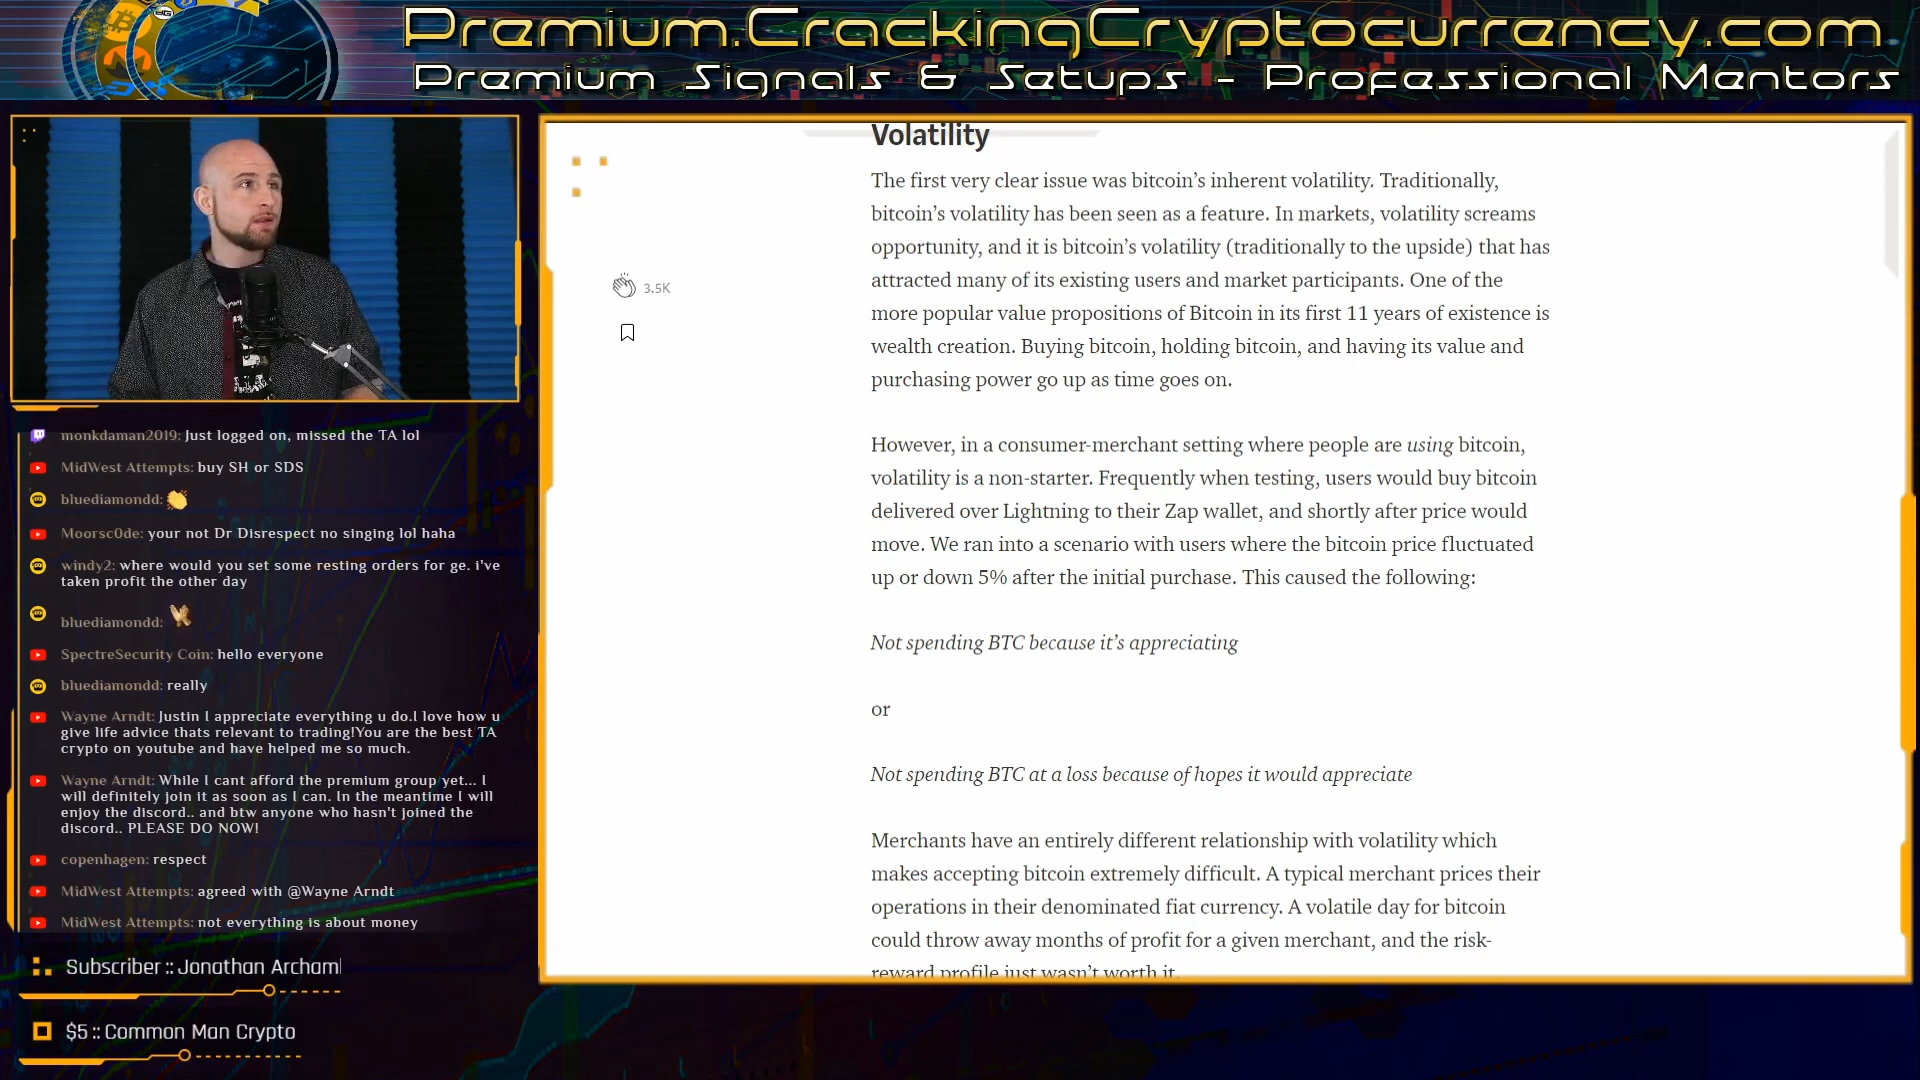 Premium.CrackingCryptocurrency.com
Premium Signals & Setups - Professional Mentors
monkdaman2019: Just logged on, missed the TA lol
MidWest Attempts: buy SH or SDS
bluediamondd:
Moorsc0de: your not Dr Disrespect no singing lol haha
windy2: where would you set some resting orders for ge. i've
taken profit the other day
bluediamondd:
SpectreSecurity Coin: hello everyone
bluediamondd: really
Wayne Arndt: Justin I appreciate everything u do.I love how u
give life advice thats relevant to trading!You are the best TA
crypto on youtube and have helped me so much.
Wayne Arndt: While I cant afford the premium group yet... I
will definitely join it as soon as I can. In the meantime I will
enjoy the discord.. and btw anyone who hasn't joined the
discord.. PLEASE DO NOW!
copenhagen: respect
MidWest Attempts: agreed with @Wayne Arndt
MidWest Attempts: not everything is about money
Subscriber :: Jonathan Archam
$5 :: Common Man Crypto
3.5K
Volatility
The first very clear issue was bitcoin’s inherent volatility. Traditionally,
bitcoin’s volatility has been seen as a feature. In markets, volatility screams
opportunity, and it is bitcoin’s volatility (traditionally to the upside) that has
attracted many of its existing users and market participants. One of the
more popular value propositions of Bitcoin in its first 11 years of existence is
wealth creation. Buying bitcoin, holding bitcoin, and having its value and
purchasing power go up as time goes on.
However, in a consumer-merchant setting where people are using bitcoin,
volatility is a non-starter. Frequently when testing, users would buy bitcoin
delivered over Lightning to their Zap wallet, and shortly after price would
move. We ran into a scenario with users where the bitcoin price fluctuated
up or down 5% after the initial purchase. This caused the following:
Not spending BTC because it’s appreciating
or
Not spending BTC at a loss because of hopes it would appreciate
Merchants have an entirely different relationship with volatility which
makes accepting bitcoin extremely difficult. A typical merchant prices their
operations in their denominated fiat currency. A volatile day for bitcoin
could throw away months of profit for a given merchant, and the risk-
reward profile just wasn’t worth it.